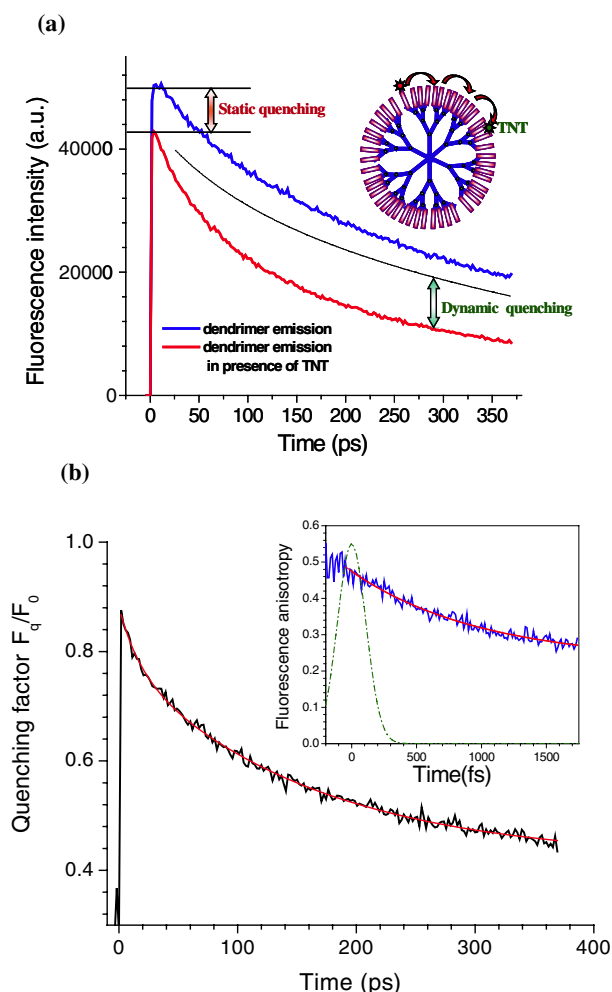 (a)
Fluorescence intensity (a.u.)
40000
20000
0
Static quenching
TNT
Dynamic quenching
dendrimer emission
dendrimer emission
in presence of TNT
0 50 100 150 200 250 300 350
Time (ps)
(b)
Quenching factor Fq/F0
1.0
0.8
0.6
0.4
0 100 200 300 400
Time (ps)
Fluorescence anisotropy
0.6
0.5
0.4
0.3
0.2
0.1
0.0
0 500 1000 1500
Time(fs)